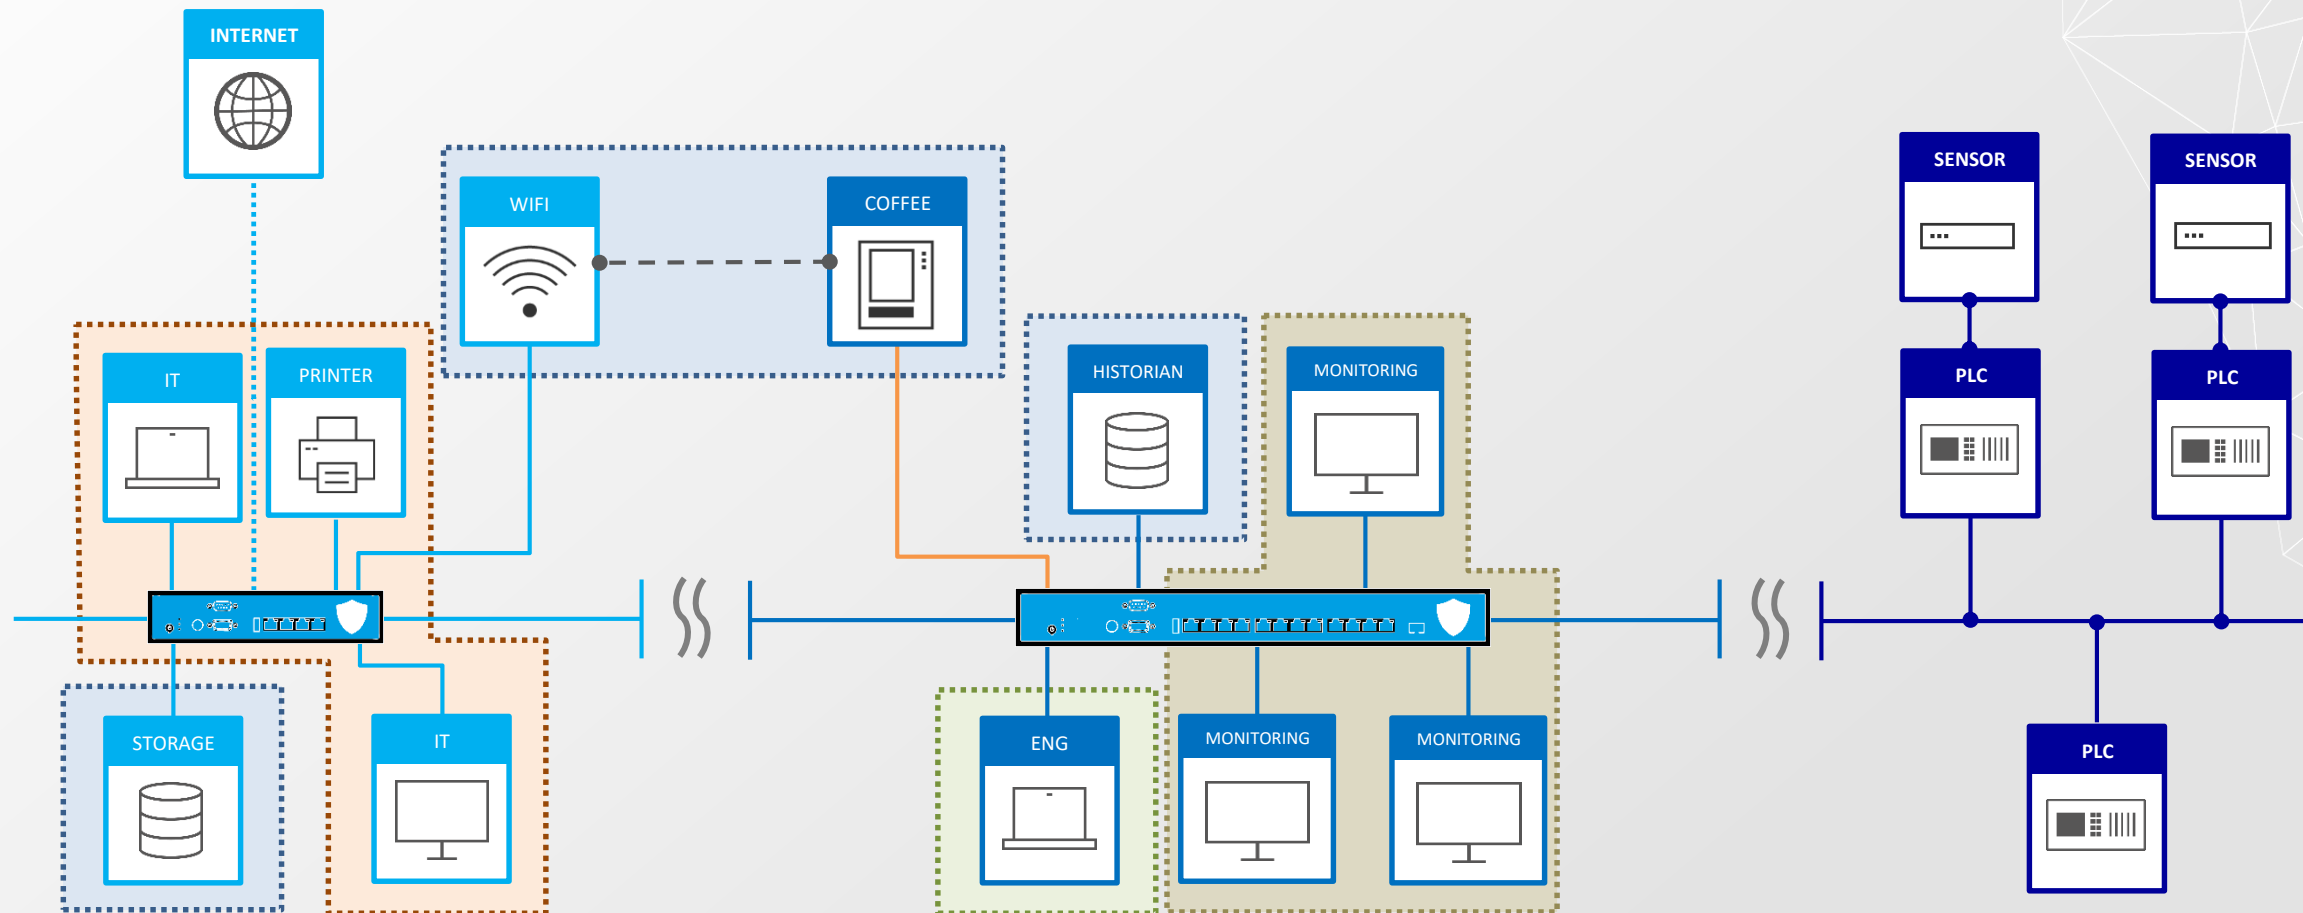 INTERNET
WIFI
COFFEE
SENSOR
SENSOR
IT
PRINTER
HISTORIAN
MONITORING
PLC
PLC
STORAGE
IT
ENG
MONITORING
MONITORING
PLC